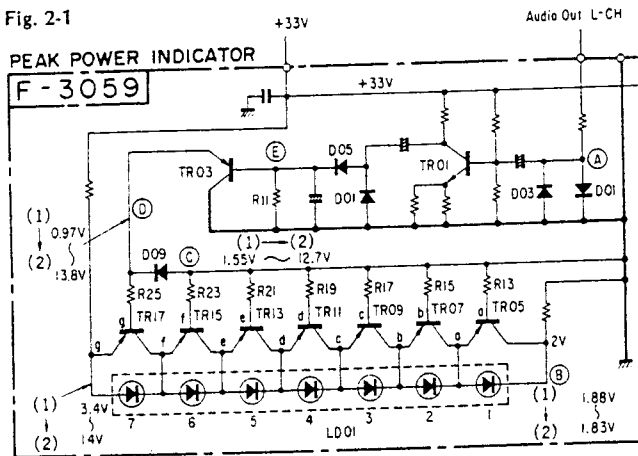 Fig. 2-1
+33V
Audio Out L-CH
PEAK POWER INDICATOR
F-3059
+33V
TR03
E
D05
TR01
A
R11
D01
D03
D01
D
(1)
(2)
0.97V
13.8V
(1) → (2)
1.55V ~ 12.7V
D09
C
R25
R23
R21
R19
R17
R15
R13
TR17
TR15
TR13
TR11
TR09
TR07
TR05
g
f
e
d
c
b
a
g
f
e
d
c
b
a
2V
B
(1)
(2)
3.4V
14V
7
6
5
4
3
2
1
LD01
(1)
(2)
1.88V
1.83V